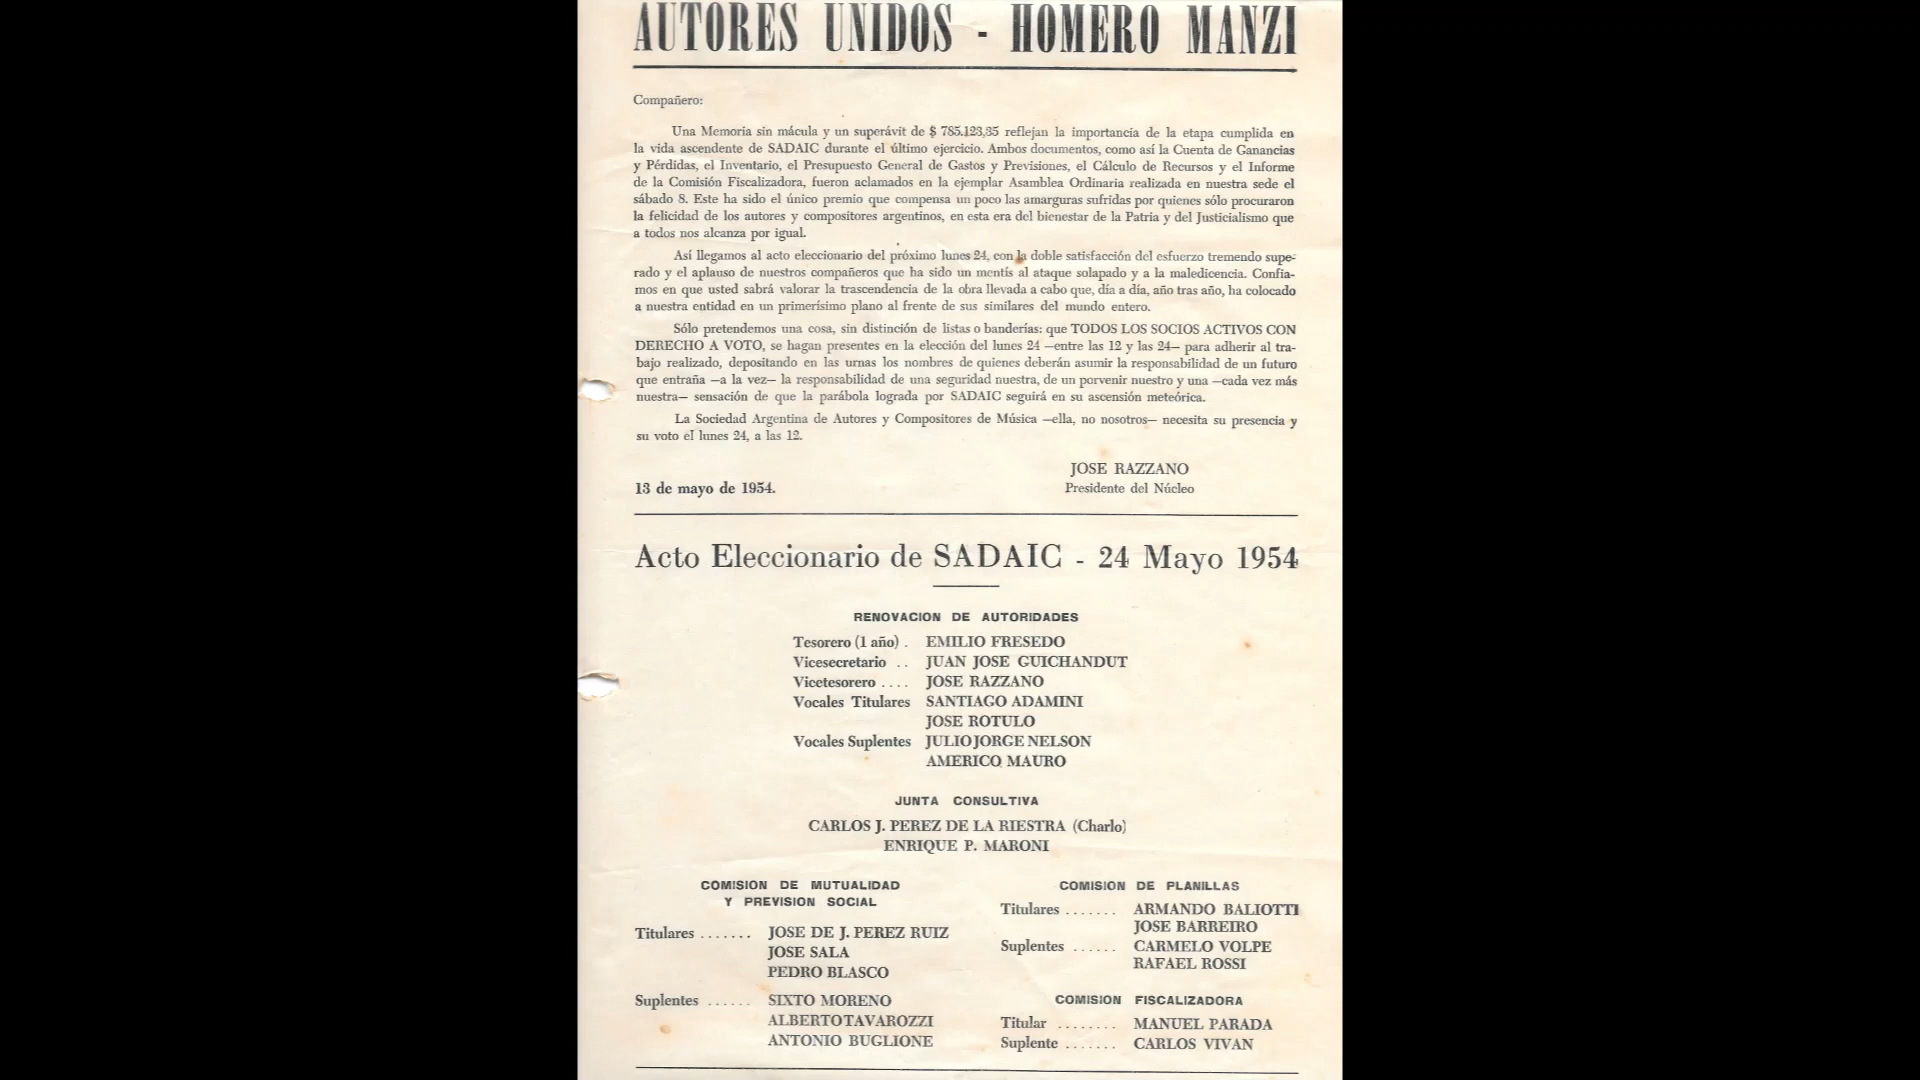 AUTORES UNIDOS - HOMERO MANZI
Compañero:
Una Memoria sin mácula y un superávit de $ 785.123,35 reflejan la importancia de la etapa cumplida en
la vida ascendente de SADAIC durante el último ejercicio. Ambos documentos, como así la Cuenta de Ganancias
y Pérdidas, el Inventario, el Presupuesto General de Gastos y Previsiones, el Cálculo de Recursos y el Informe
de la Comisión Fiscalizadora, fueron aclamados en la ejemplar Asamblea Ordinaria realizada en nuestra sede el
sábado 8. Este ha sido el único premio que compensa un poco las amarguras sufridas por quienes sólo procuraron
la felicidad de los autores y compositores argentinos, en esta era del bienestar de la Patria y del Justicialismo que
a todos nos alcanza por igual.
Así llegamos al acto eleccionario del próximo lunes 24, con la doble satisfacción del esfuerzo tremendo supe-
rado y el aplauso de nuestros compañeros que ha sido un mentís al ataque solapado y a la maledicencia. Confia-
mos en que usted sabrá valorar la trascendencia de la obra llevada a cabo que, día a día, año tras año, ha colocado
a nuestra entidad en un primerísimo plano al frente de sus similares del mundo entero.
Sólo pretendemos una cosa, sin distinción de listas o banderías: que TODOS LOS SOCIOS ACTIVOS CON
DERECHO A VOTO, se hagan presentes en la elección del lunes 24 —entre las 12 y las 24— para adherir al tra-
bajo realizado, depositando en las urnas los nombres de quienes deberán asumir la responsabilidad de un futuro
que entraña —a la vez— la responsabilidad de una seguridad nuestra, de un porvenir nuestro y una —cada vez más
nuestra— sensación de que la parábola lograda por SADAIC seguirá en su ascensión meteórica.
La Sociedad Argentina de Autores y Compositores de Música —ella, no nosotros— necesita su presencia y
su voto el lunes 24, a las 12.
JOSE RAZZANO
13 de mayo de 1954. Presidente del Núcleo
Acto Eleccionario de SADAIC - 24 Mayo 1954
RENOVACION DE AUTORIDADES
Tesorero (1 año) . EMILIO FRESEDO
Vicesecretario .. JUAN JOSE GUICHANDUT
Vicetesorero .... JOSE RAZZANO
Vocales Titulares SANTIAGO ADAMINI
JOSE ROTULO
Vocales Suplentes JULIO JORGE NELSON
AMERICO MAURO
JUNTA CONSULTIVA
CARLOS J. PEREZ DE LA RIESTRA (Charlo)
ENRIQUE P. MARONI
COMISION DE MUTUALIDAD
Y PREVISION SOCIAL
Titulares ....... JOSE DE J. PEREZ RUIZ
JOSE SALA
PEDRO BLASCO
Suplentes ...... SIXTO MORENO
ALBERTO TAVAROZZI
ANTONIO BUGLIONE
COMISION DE PLANILLAS
Titulares ....... ARMANDO BALIOTTI
JOSE BARREIRO
Suplentes ...... CARMELO VOLPE
RAFAEL ROSSI
COMISION FISCALIZADORA
Titular ........ MANUEL PARADA
Suplente ....... CARLOS VIVAN